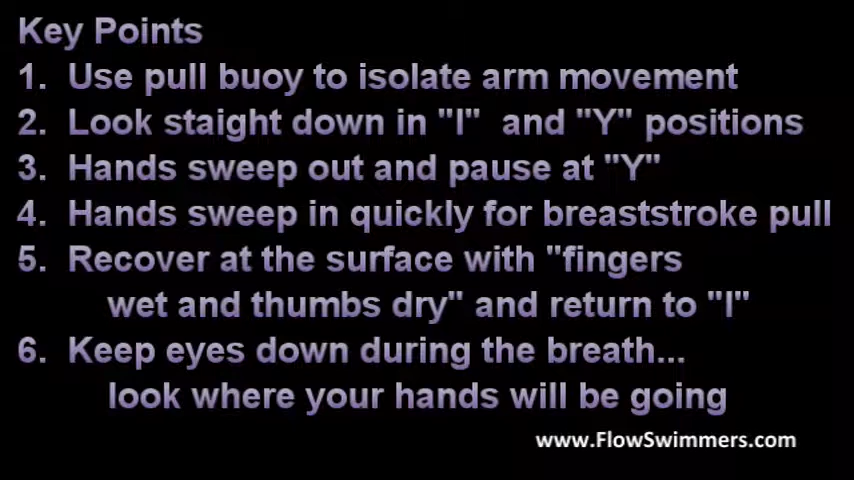 Key Points
1. Use pull buoy to isolate arm movement
2. Look staight down in "I" and "Y" positions
3. Hands sweep out and pause at "Y"
4. Hands sweep in quickly for breaststroke pull
5. Recover at the surface with "fingers
wet and thumbs dry" and return to "I"
6. Keep eyes down during the breath...
look where your hands will be going
www.FlowSwimmers.com